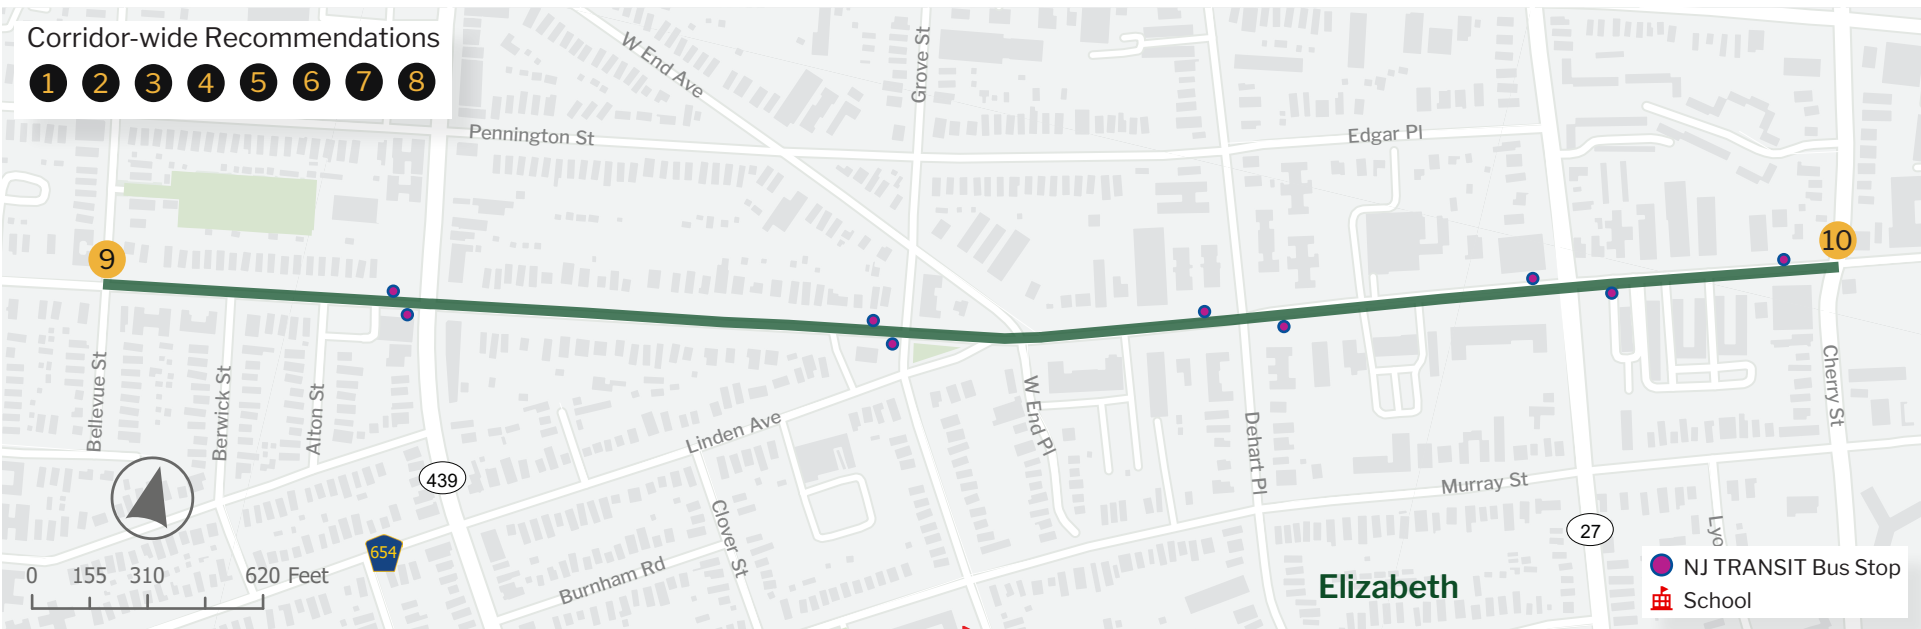 Corridor-wide Recommendations
1 2 3 4 5 6 7 8
W End Ave
Grove St
Pennington St
Edgar Pl
9
10
Bellevue St
Berwick St
Alton St
Linden Ave
W End Pl
Dehart Pl
Cherry St
439
Murray St
Clover St
27
654
Burnham Rd
Lyo
0 155 310 620 Feet
Elizabeth
NJ TRANSIT Bus Stop
School